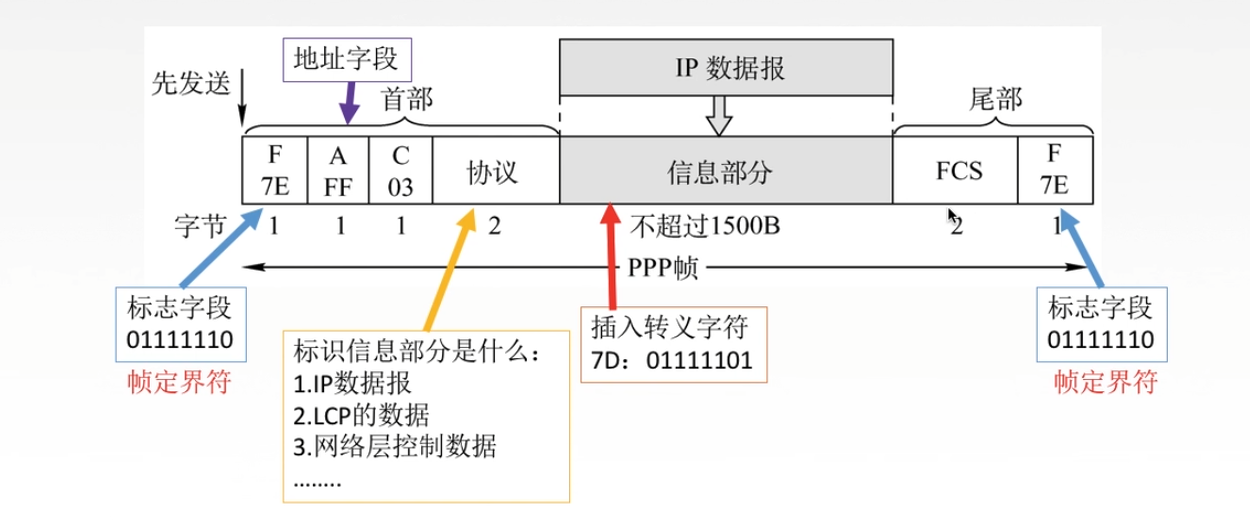 地址字段
IP 数据报
先发送
首部
尾部
F
7E
A
FF
C
03
协议
信息部分
FCS
F
7E
字节
1
1
1
2
不超过1500B
2
1
PPP帧
标志字段
01111110
帧定界符
标识信息部分是什么：
1.IP数据报
2.LCP的数据
3.网络层控制数据
........
插入转义字符
7D：01111101
标志字段
01111110
帧定界符